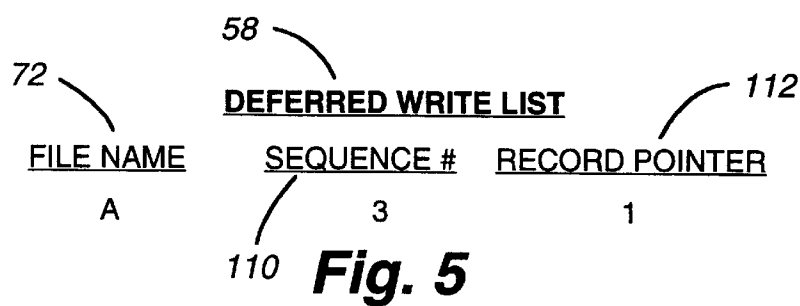 58
72
DEFERRED WRITE LIST
112
FILE NAME SEQUENCE # RECORD POINTER
A 3 1
110 Fig. 5